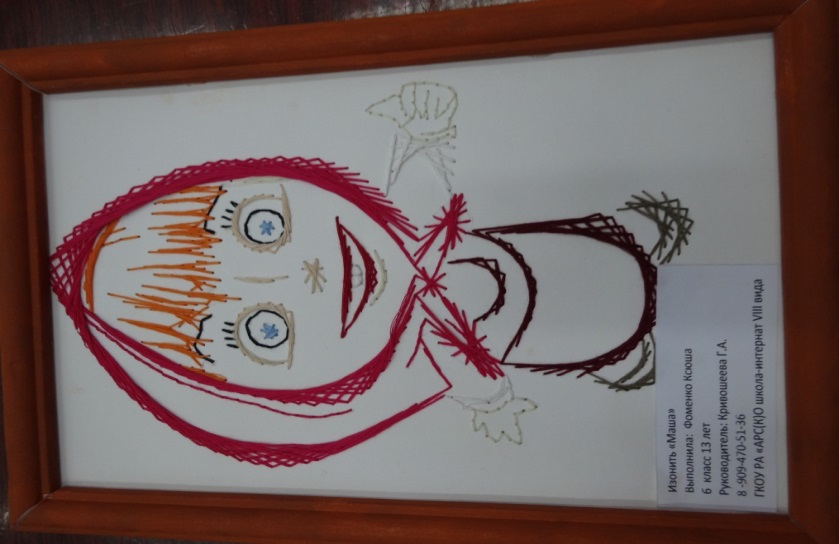 Изонить «Маша»
Выполнила: Фоменко Ксюша
6 класс 13 лет
Руководитель: Кривошеева Г.А.
8 -909-470-51-36
ГКОУ РА «АРС(К)О школа-интернат VIII вида